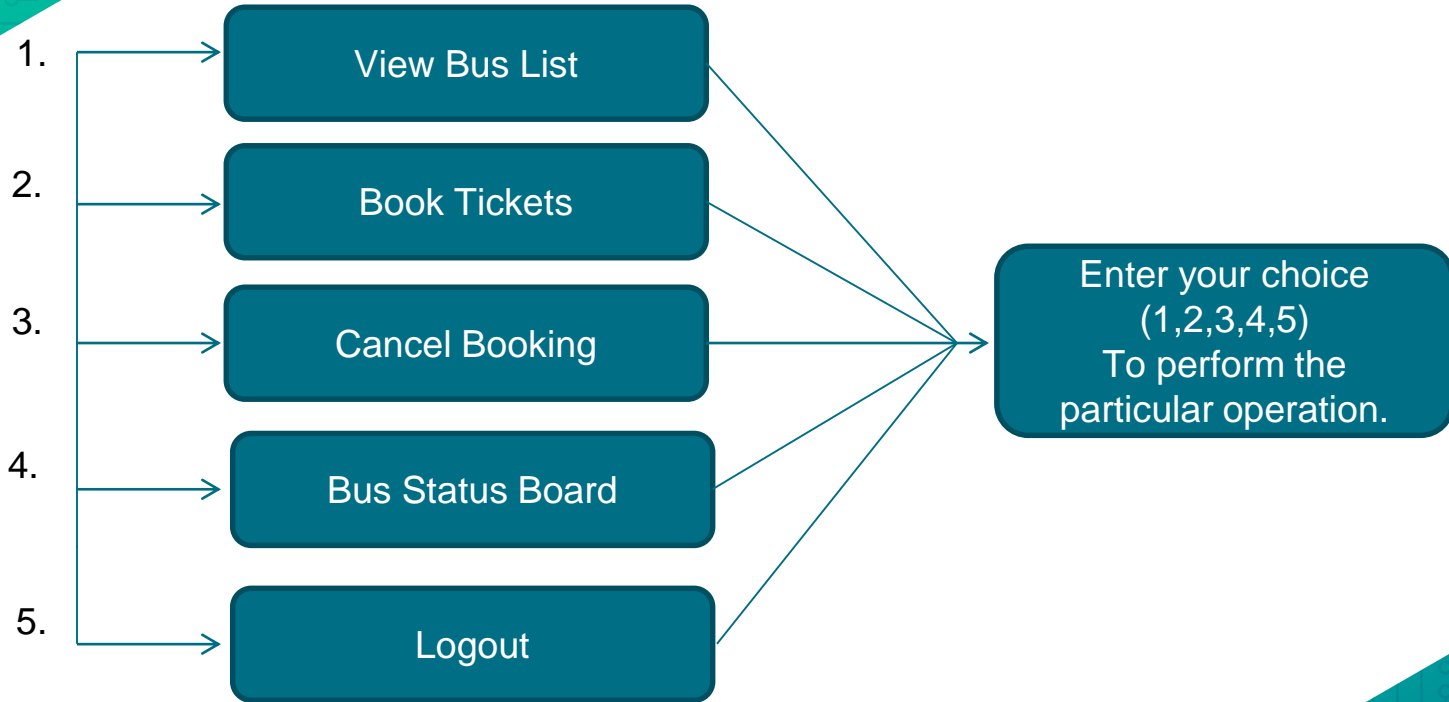 1.
View Bus List
2.
Book Tickets
3.
Cancel Booking
4.
Bus Status Board
5.
Logout
Enter your choice
(1,2,3,4,5)
To perform the
particular operation.